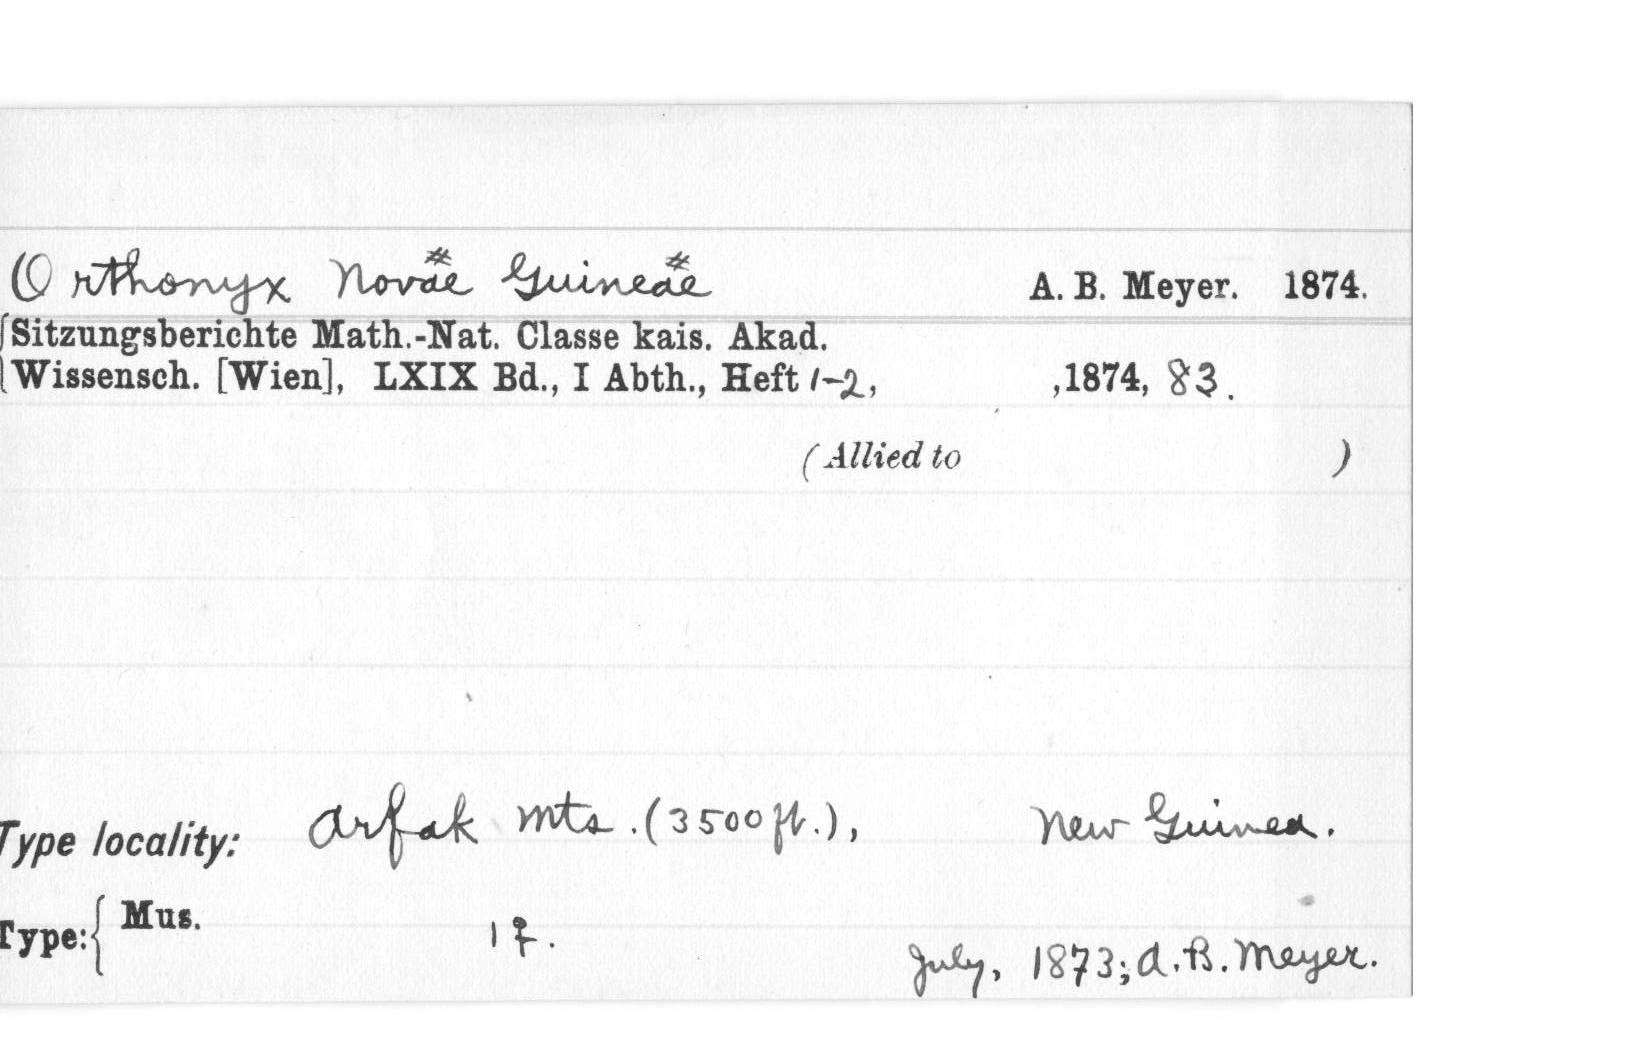 Orthonyx Novae Guineae A. B. Meyer. 1874.
Sitzungsberichte Math.-Nat. Classe kais. Akad.
Wissensch. [Wien], LXIX Bd., I Abth., Heft 1-2, ,1874, 83.
(Allied to )
Type locality: Arfak Mts. (3500 ft.), New Guinea.
Type: { Mus. 1 ♀.
July, 1873; A. B. Meyer.